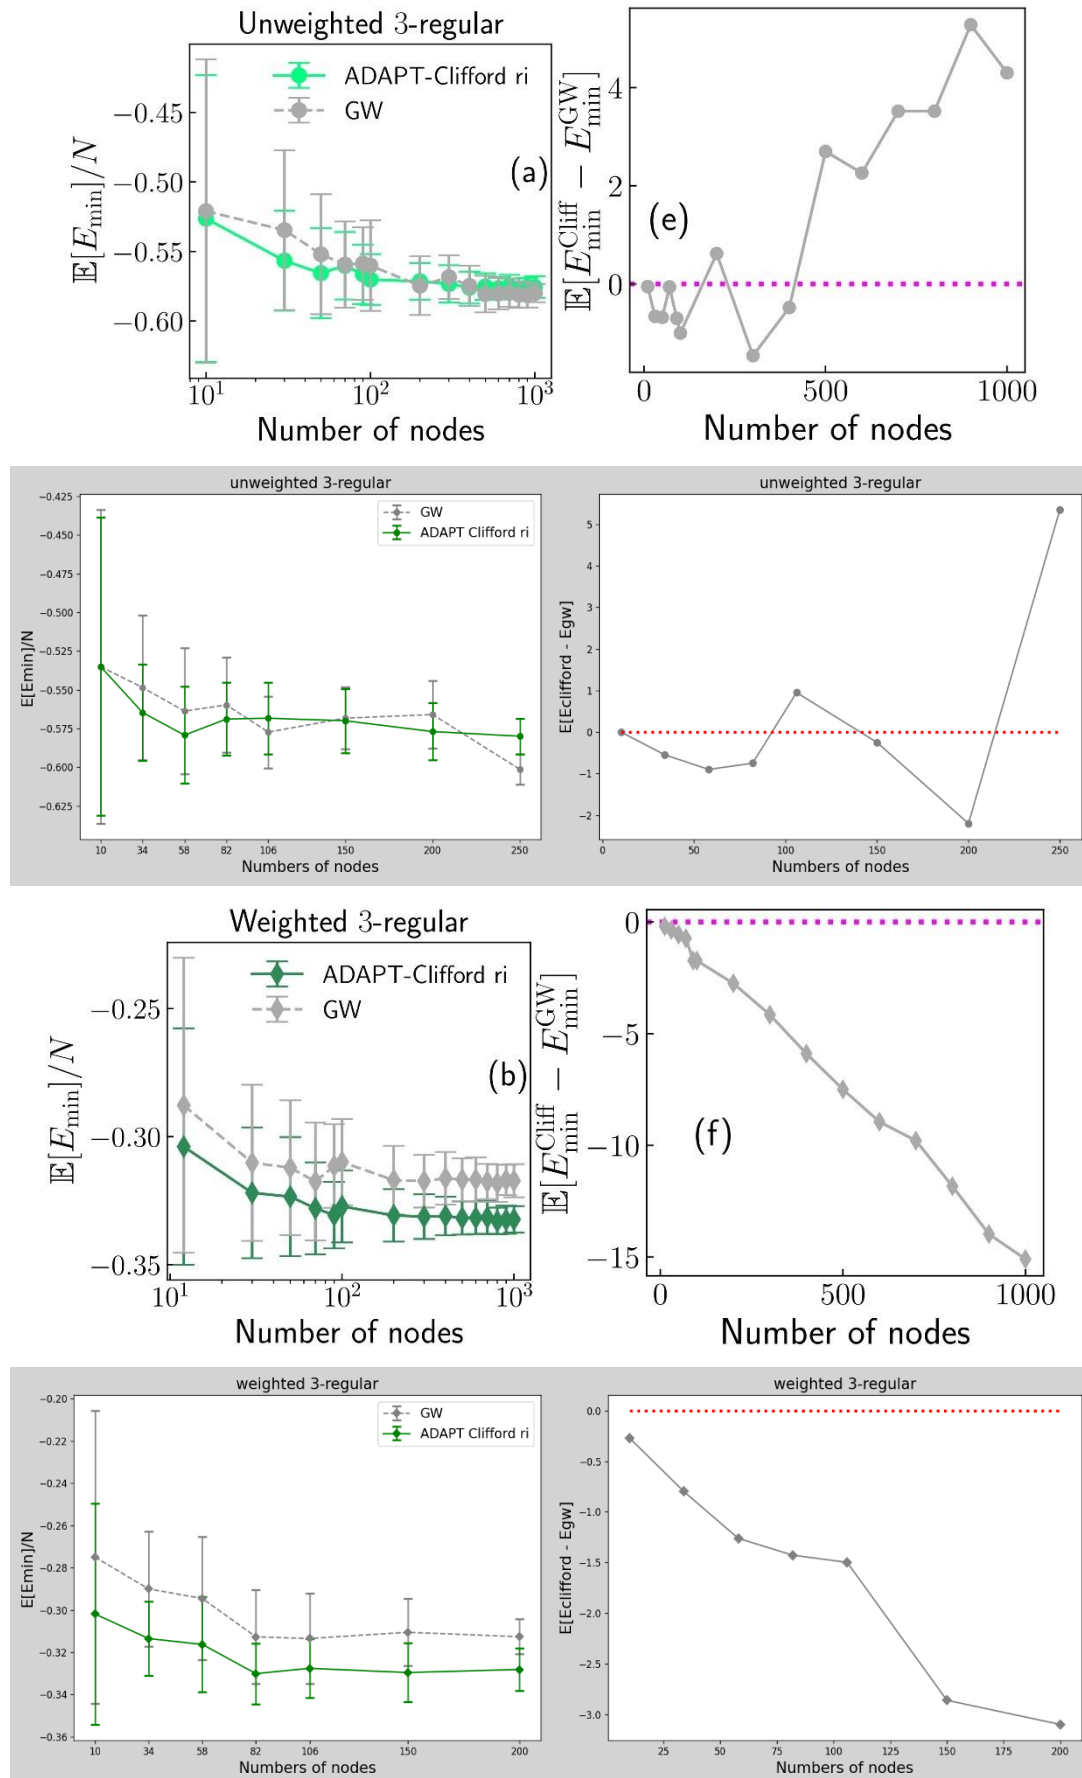 Unweighted 3-regular
ADAPT-Clifford ri
GW
(a)
𝔼[E_min]/N
−0.45
−0.50
−0.55
−0.60
10^1
10^2
10^3
Number of nodes
𝔼[E_min^Cliff − E_min^GW]
(e)
4
2
0
0
500
1000
Number of nodes
unweighted 3-regular
GW
ADAPT Clifford ri
E[Emin]/N
−0.425
−0.450
−0.475
−0.500
−0.525
−0.550
−0.575
−0.600
−0.625
10
34
58
82
106
150
200
250
Numbers of nodes
unweighted 3-regular
E[Eclifford - Egw]
5
4
3
2
1
0
−1
−2
0
50
100
150
200
250
Numbers of nodes
Weighted 3-regular
ADAPT-Clifford ri
GW
(b)
𝔼[E_min]/N
−0.25
−0.30
−0.35
10^1
10^2
10^3
Number of nodes
𝔼[E_min^Cliff − E_min^GW]
(f)
0
−5
−10
−15
0
500
1000
Number of nodes
weighted 3-regular
GW
ADAPT Clifford ri
E[Emin]/N
−0.20
−0.22
−0.24
−0.26
−0.28
−0.30
−0.32
−0.34
−0.36
10
34
58
82
106
150
200
Numbers of nodes
weighted 3-regular
E[Eclifford - Egw]
0.0
−0.5
−1.0
−1.5
−2.0
−2.5
−3.0
25
50
75
100
125
150
175
200
Numbers of nodes